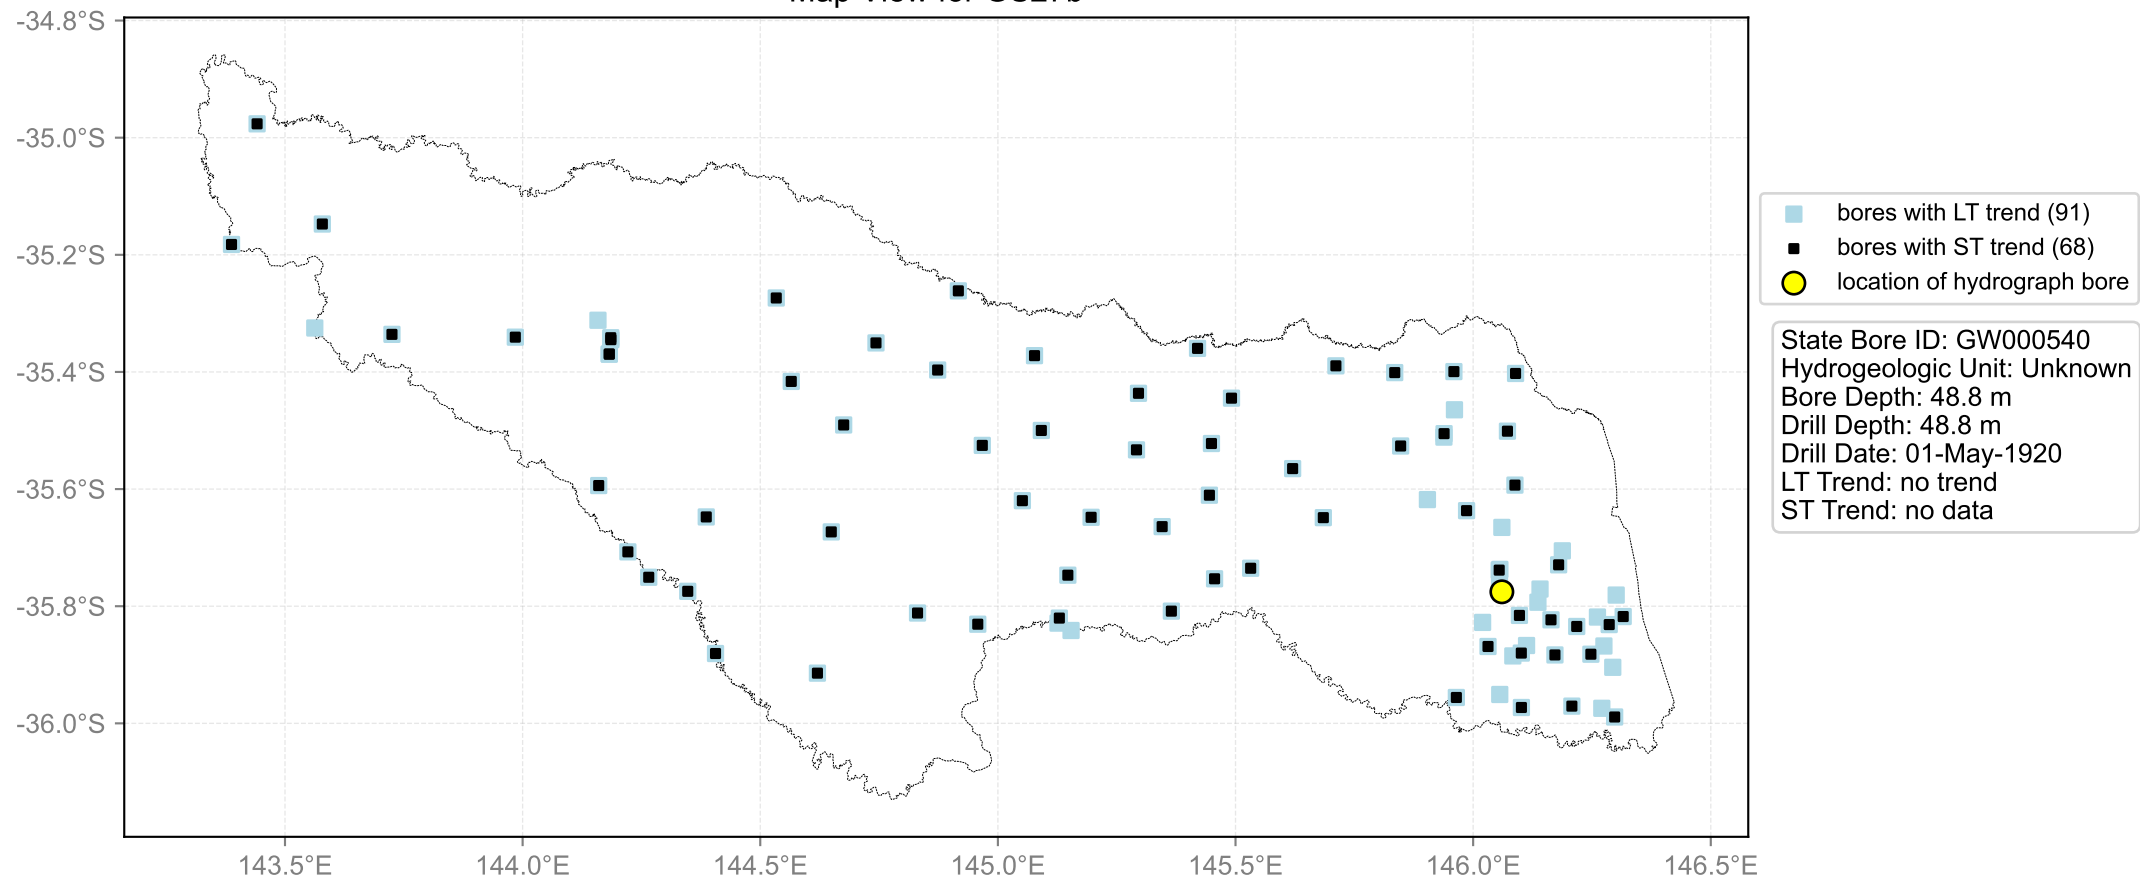 -34.8°S
-35.0°S
-35.2°S
-35.4°S
-35.6°S
-35.8°S
-36.0°S
143.5°E
144.0°E
144.5°E
145.0°E
145.5°E
146.0°E
146.5°E
bores with LT trend (91)
bores with ST trend (68)
location of hydrograph bore
State Bore ID: GW000540
Hydrogeologic Unit: Unknown
Bore Depth: 48.8 m
Drill Depth: 48.8 m
Drill Date: 01-May-1920
LT Trend: no trend
ST Trend: no data